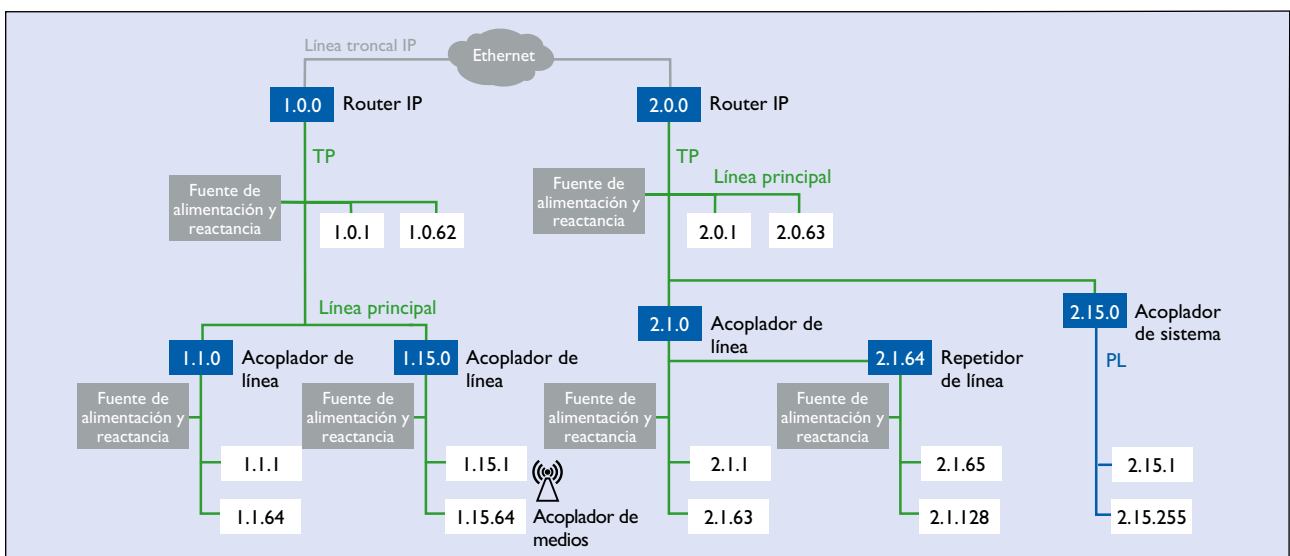 Línea troncal IP
Ethernet
1.0.0
Router IP
2.0.0
Router IP
TP
TP
Fuente de
alimentación y
reactancia
1.0.1
1.0.62
Fuente de
alimentación y
reactancia
Línea principal
2.0.1
2.0.63
Línea principal
1.1.0
Acoplador de
línea
1.15.0
Acoplador de
línea
2.1.0
Acoplador de
línea
2.1.64
Repetidor
de línea
2.15.0
Acoplador
de sistema
PL
Fuente de
alimentación y
reactancia
Fuente de
alimentación y
reactancia
Fuente de
alimentación y
reactancia
Fuente de
alimentación y
reactancia
1.1.1
1.15.1
2.1.1
2.1.65
2.15.1
1.1.64
1.15.64
Acoplador de
medios
2.1.63
2.1.128
2.15.255